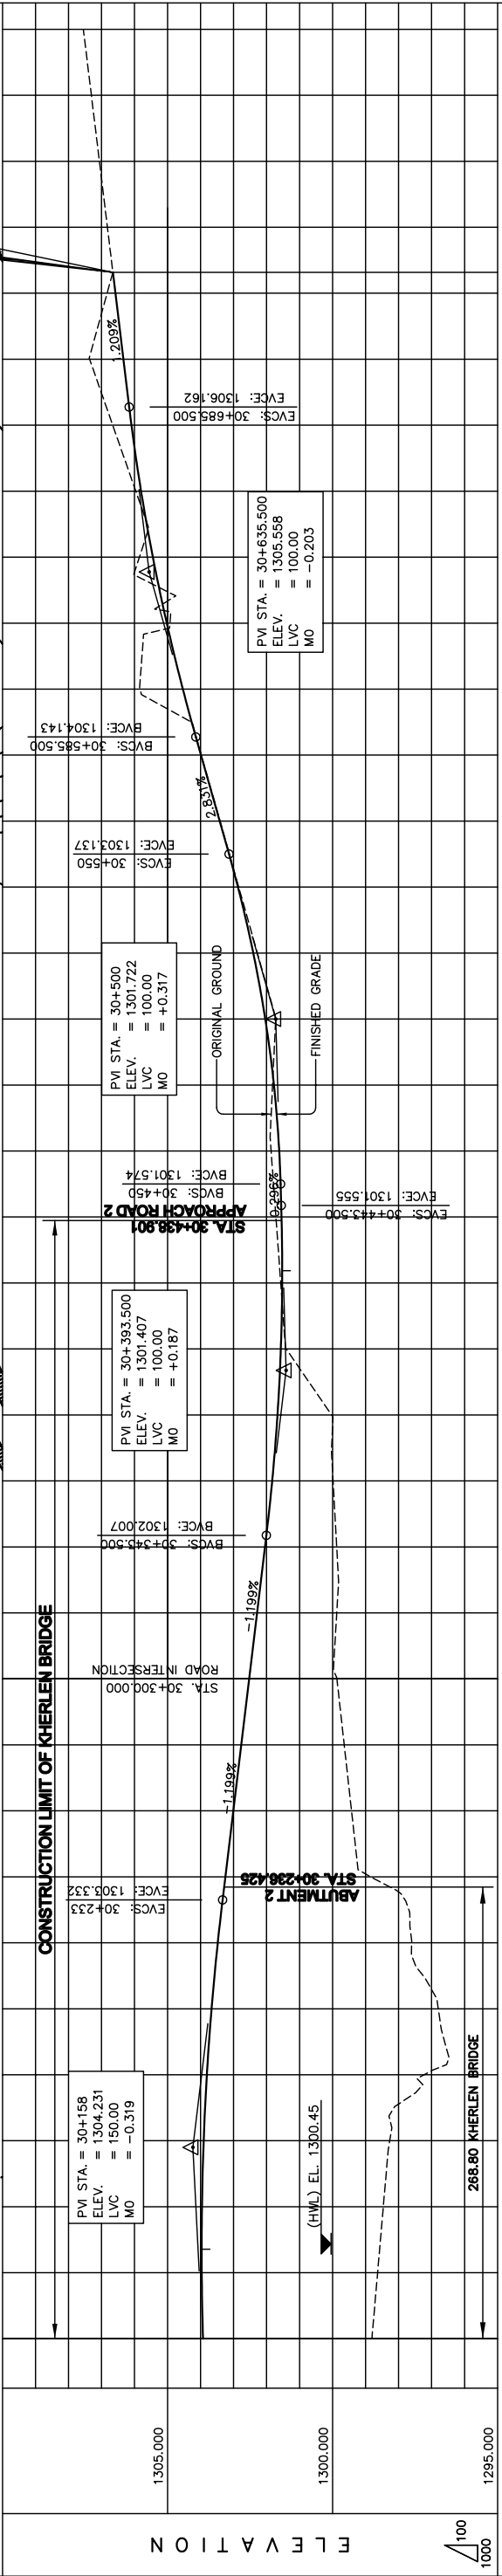 ELEVATION
100
1000
1305.000
1300.000
1295.000
CONSTRUCTION LIMIT OF KHERLEN BRIDGE
PVI STA. = 30+158
ELEV. = 1304.231
LVC = 150.00
MO = -0.319
(HWL) EL. 1300.45
268.80 KHERLEN BRIDGE
EVCS: 30+233
EVCE: 1303.332
ABUTMENT 2
STA. 30+236.425
-1.199%
STA. 30+300.000
ROAD INTERSECTION
-1.199%
BVCS: 30+343.500
BVCE: 1302.007
PVI STA. = 30+393.500
ELEV. = 1301.407
LVC = 100.00
MO = +0.187
STA. 30+438.901
APPROACH ROAD 2
EVCS: 30+443.500
EVCE: 1301.555
0.296%
BVCS: 30+450
BVCE: 1301.574
ORIGINAL GROUND
FINISHED GRADE
PVI STA. = 30+500
ELEV. = 1301.722
LVC = 100.00
MO = +0.317
EVCS: 30+550
EVCE: 1303.137
2.831%
BVCS: 30+585.500
BVCE: 1304.143
PVI STA. = 30+635.500
ELEV. = 1305.558
LVC = 100.00
MO = -0.203
EVCS: 30+685.500
EVCE: 1306.162
1.209%